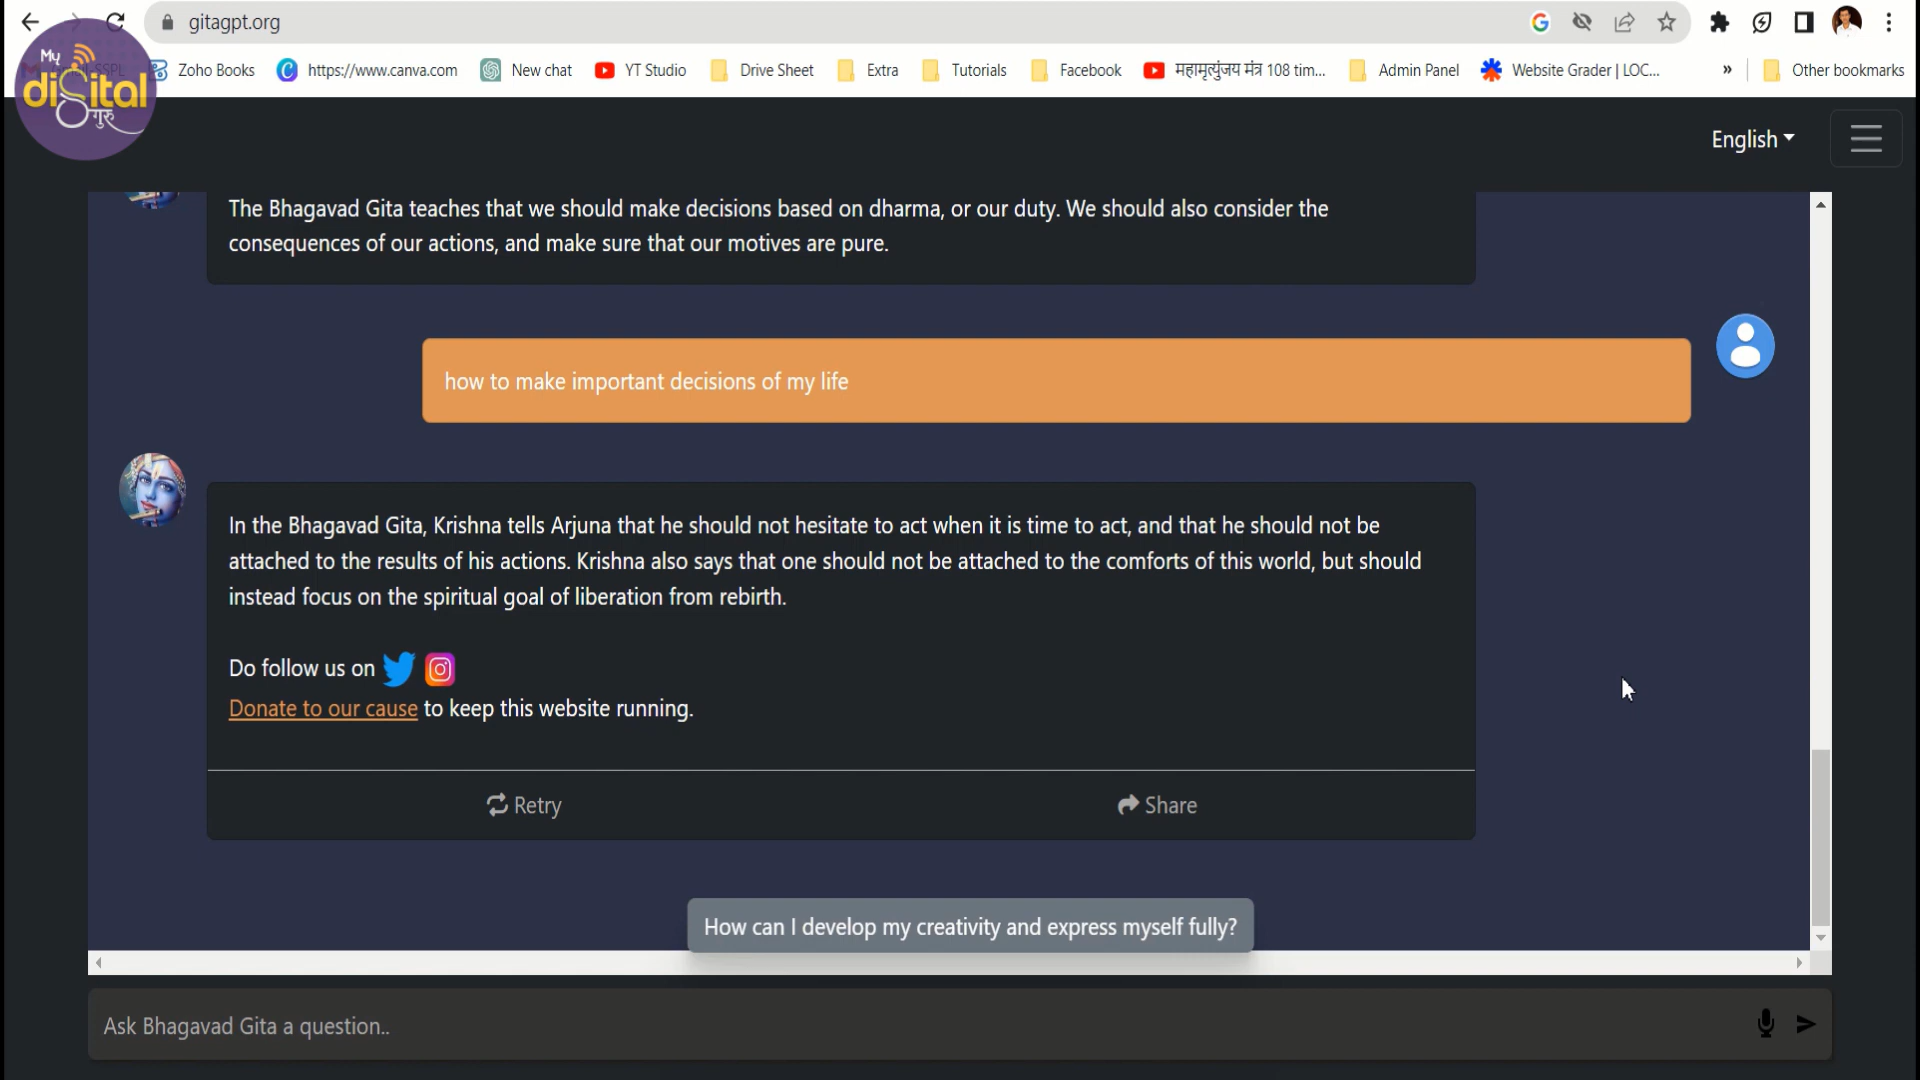 gitagpt.org
My
digital
गुरु
Zoho Books
https://www.canva.com
New chat
YT Studio
Drive Sheet
Extra
Tutorials
Facebook
महामृत्युंजय मंत्र 108 tim...
Admin Panel
Website Grader | LOC...
»
Other bookmarks
English
The Bhagavad Gita teaches that we should make decisions based on dharma, or our duty. We should also consider the
consequences of our actions, and make sure that our motives are pure.
how to make important decisions of my life
In the Bhagavad Gita, Krishna tells Arjuna that he should not hesitate to act when it is time to act, and that he should not be
attached to the results of his actions. Krishna also says that one should not be attached to the comforts of this world, but should
instead focus on the spiritual goal of liberation from rebirth.
Do follow us on
Donate to our cause to keep this website running.
Retry
Share
How can I develop my creativity and express myself fully?
Ask Bhagavad Gita a question..